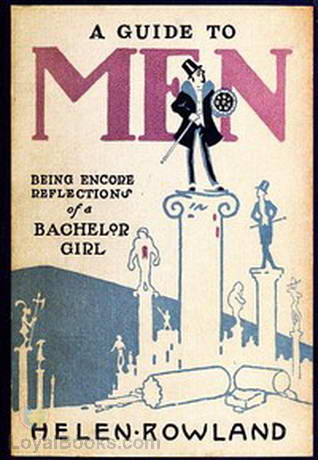 A GUIDE TO
MEN
BEING ENCORE
REFLECTIONS
of a
BACHELOR
GIRL
HELEN·ROWLAND
LoyalBooks.com